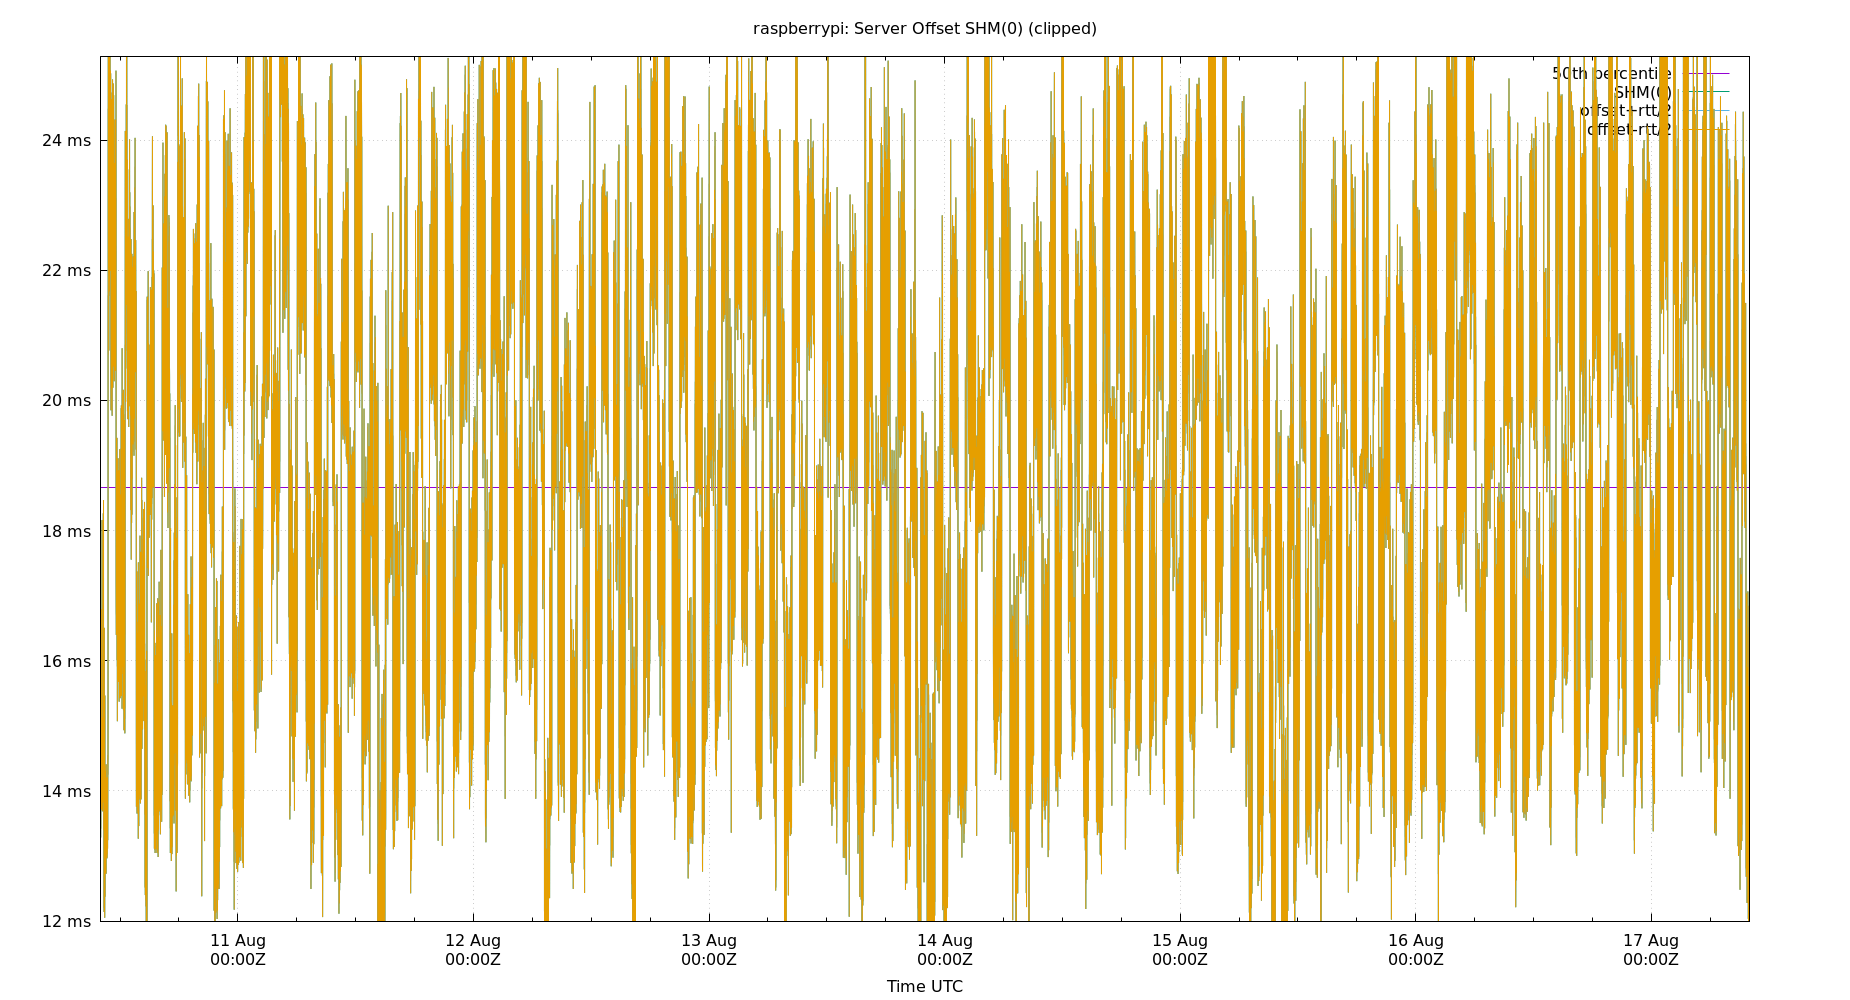 raspberrypi: Server Offset SHM(0) (clipped)
50th percentile
SHM(0)
offset+rtt/2
offset-rtt/2
24 ms
22 ms
20 ms
18 ms
16 ms
14 ms
12 ms
11 Aug 12 Aug 13 Aug 14 Aug 15 Aug 16 Aug 17 Aug
00:00Z 00:00Z 00:00Z 00:00Z 00:00Z 00:00Z 00:00Z
Time UTC